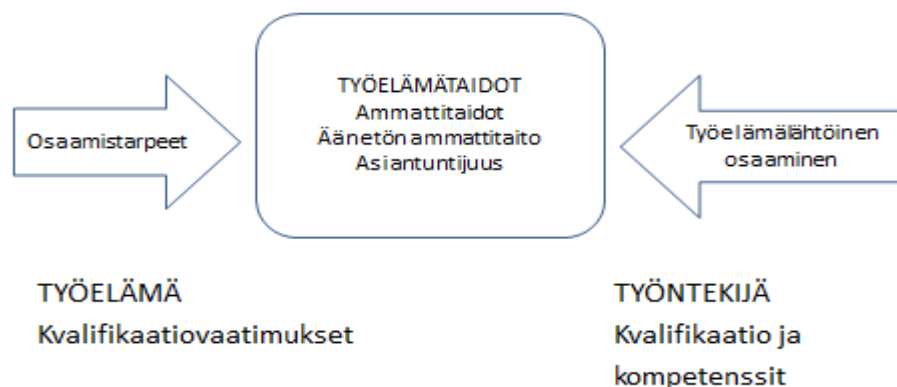 TYÖELÄMÄTAIDOT
Ammattitaidot
Äänetön ammattitaito
Asiantuntijuus
Osaamistarpeet
Työelämälähtöinen
osaaminen
TYÖELÄMÄ
Kvalifikaatiovaatimukset
TYÖNTEKIJÄ
Kvalifikaatio ja
kompetenssit